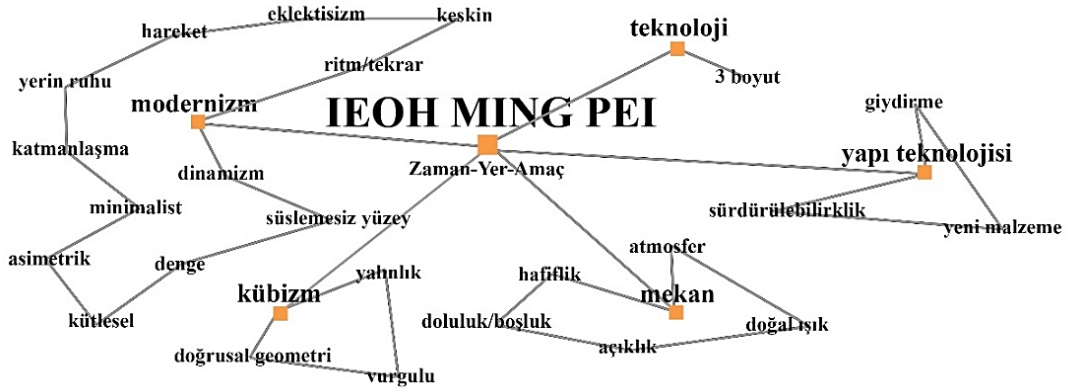 eklektisizm
keskin
hareket
teknoloji
ritm/tekrar
3 boyut
yerin ruhu
modernizm
IEOH MING PEI
giydirme
katmanlaşma
yapı teknolojisi
dinamizm
Zaman-Yer-Amaç
minimalist
süslemesiz yüzey
sürdürülebilirklik
yeni malzeme
atmosfer
asimetrik
denge
yalınlık
hafiflik
kübizm
mekan
kütlesel
doluluk/boşluk
doğal ışık
açıklık
doğrusal geometri
vurgulu